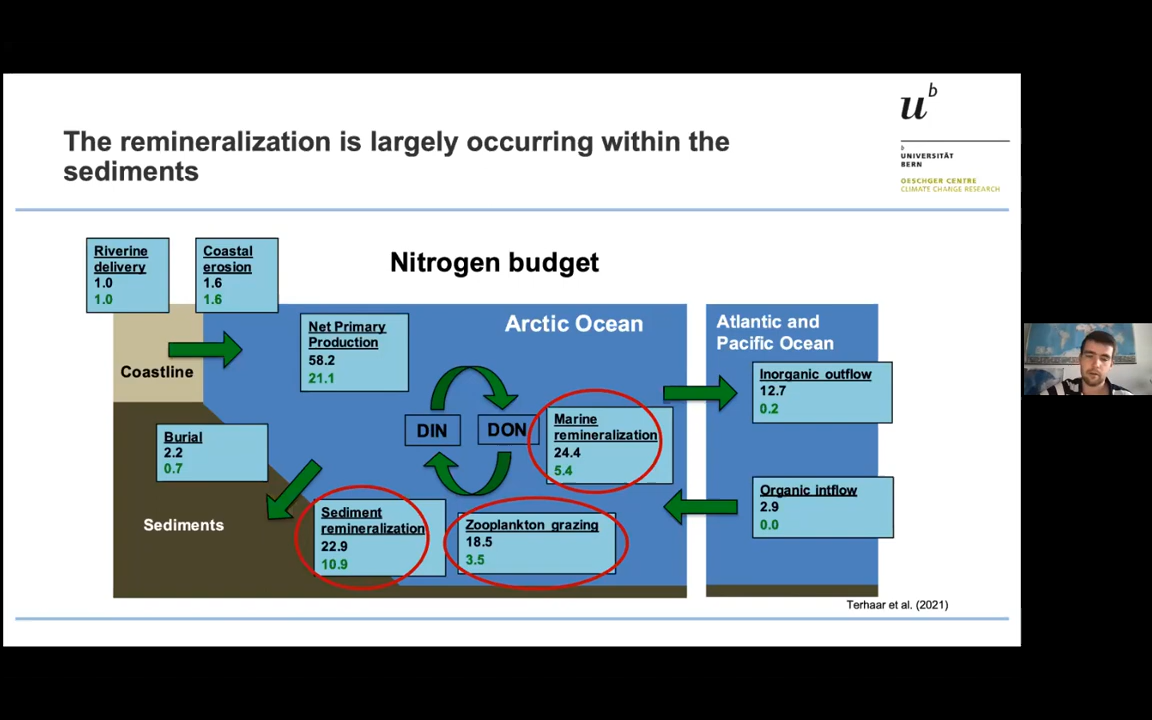 The remineralization is largely occurring within the
sediments
u^b
b
UNIVERSITÄT
BERN
OESCHGER CENTRE
CLIMATE CHANGE RESEARCH
Nitrogen budget
Riverine
delivery
1.0
1.0
Coastal
erosion
1.6
1.6
Net Primary
Production
58.2
21.1
Arctic Ocean
Atlantic and
Pacific Ocean
Coastline
Inorganic outflow
12.7
0.2
DIN
DON
Marine
remineralization
24.4
5.4
Burial
2.2
0.7
Sediments
Sediment
remineralization
22.9
10.9
Zooplankton grazing
18.5
3.5
Organic intflow
2.9
0.0
Terhaar et al. (2021)